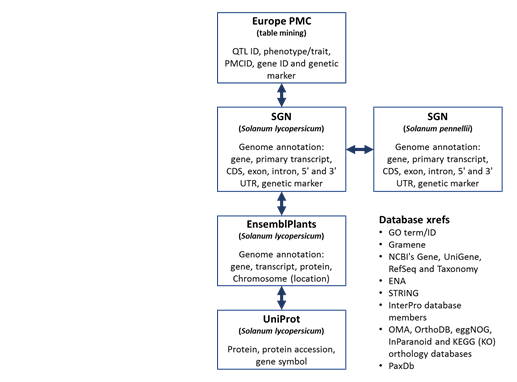 Europe PMC
(table mining)
QTL ID, phenotype/trait,
PMCID, gene ID and genetic
marker
SGN
(Solanum lycopersicum)
Genome annotation:
gene, primary transcript,
CDS, exon, intron, 5' and 3'
UTR, genetic marker
SGN
(Solanum pennellii)
Genome annotation:
gene, primary transcript,
CDS, exon, intron, 5' and 3'
UTR, genetic marker
EnsemblPlants
(Solanum lycopersicum)
Genome annotation:
gene, transcript, protein,
Chromosome (location)
UniProt
(Solanum lycopersicum)
Protein, protein accession,
gene symbol
Database xrefs
• GO term/ID
• Gramene
• NCBI's Gene, UniGene,
RefSeq and Taxonomy
• ENA
• STRING
• InterPro database
members
• OMA, OrthoDB, eggNOG,
InParanoid and KEGG (KO)
orthology databases
• PaxDb